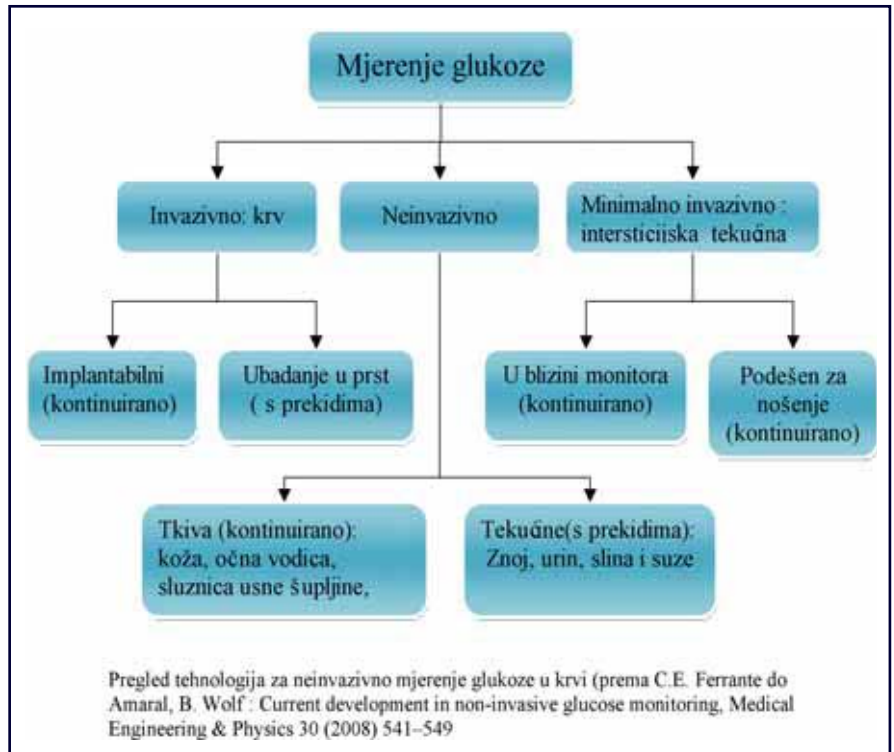 Mjerenje glukoze
Invazivno: krv
Neinvazivno
Minimalno invazivno :
intersticijska tekućina
Implantabilni
(kontinuirano)
Ubadanje u prst
( s prekidima)
U blizini monitora
(kontinuirano)
Podešen za
nošenje
(kontinuirano)
Tkiva (kontinuirano):
koža, očna vodica,
sluznica usne šupljine,
Tekućine(s prekidima):
Znoj, urin, slina i suze
Pregled tehnologija za neinvazivno mjerenje glukoze u krvi (prema C.E. Ferrante do
Amaral, B. Wolf : Current development in non-invasive glucose monitoring, Medical
Engineering & Physics 30 (2008) 541–549